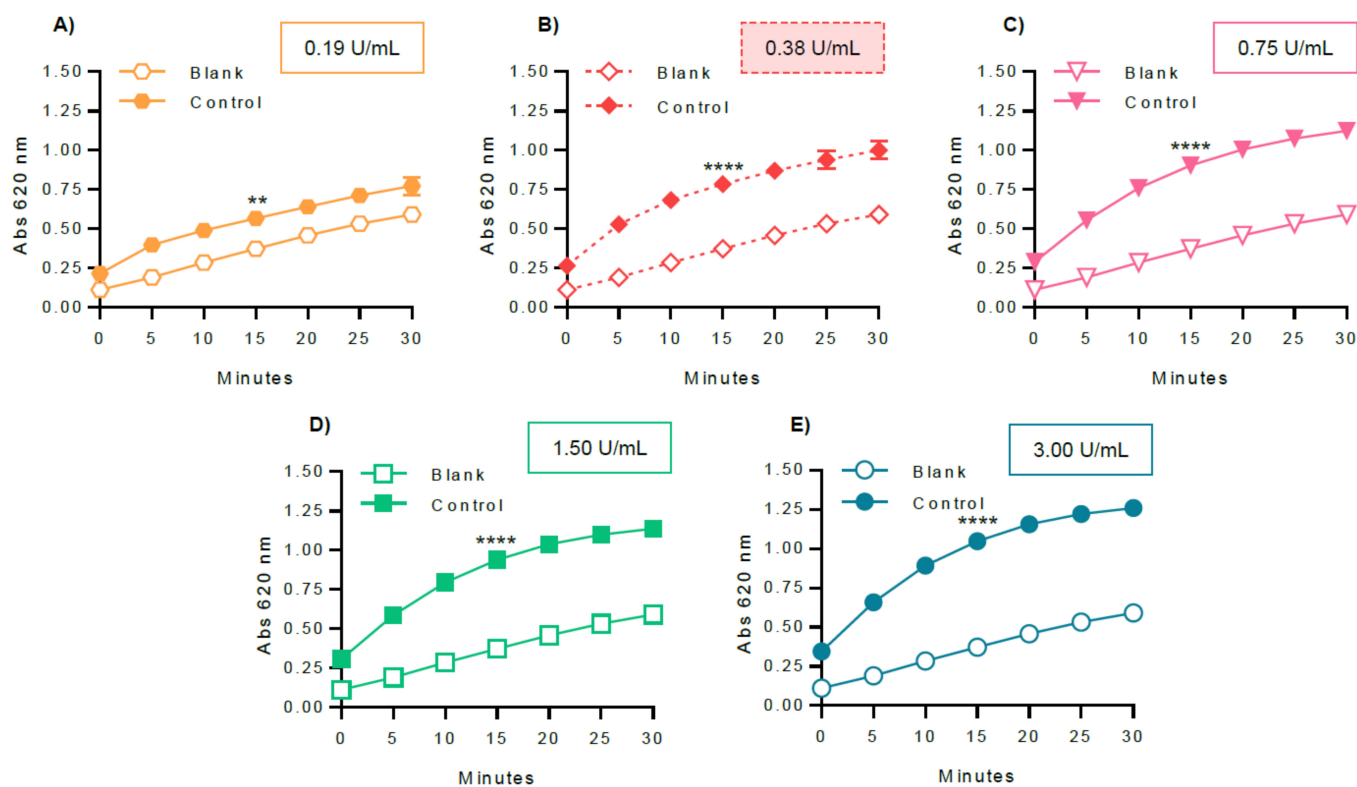 A)
0.19 U/mL
Blank
Control
1.50
1.25
1.00
0.75
0.50
0.25
0.00
Abs 620 nm
**
0 5 10 15 20 25 30
Minutes
B)
0.38 U/mL
Blank
Control
1.50
1.25
1.00
0.75
0.50
0.25
0.00
Abs 620 nm
****
0 5 10 15 20 25 30
Minutes
C)
0.75 U/mL
Blank
Control
1.50
1.25
1.00
0.75
0.50
0.25
0.00
Abs 620 nm
****
0 5 10 15 20 25 30
Minutes
D)
1.50 U/mL
Blank
Control
1.50
1.25
1.00
0.75
0.50
0.25
0.00
Abs 620 nm
****
0 5 10 15 20 25 30
Minutes
E)
3.00 U/mL
Blank
Control
1.50
1.25
1.00
0.75
0.50
0.25
0.00
Abs 620 nm
****
0 5 10 15 20 25 30
Minutes